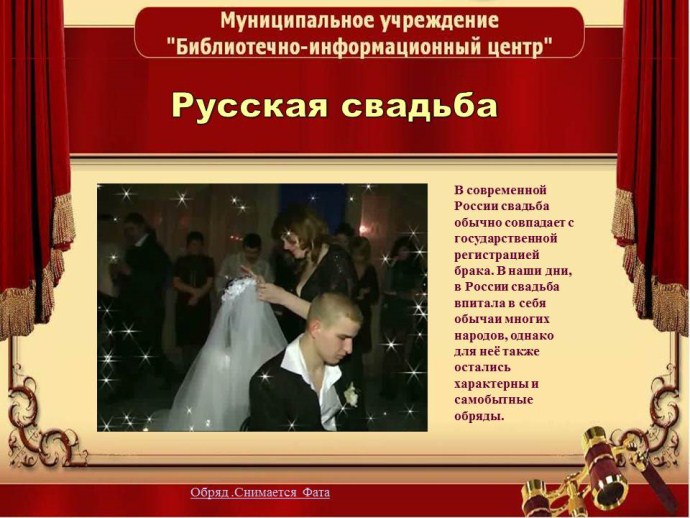 Муниципальное учреждение
"Библиотечно-информационный центр"
Русская свадьба
В современной
России свадьба
обычно совпадает с
государственной
регистрацией
брака. В наши дни,
в России свадьба
впитала в себя
обычаи многих
народов, однако
для неё также
остались
характерны и
самобытные
обряды.
Обряд .Снимается Фата